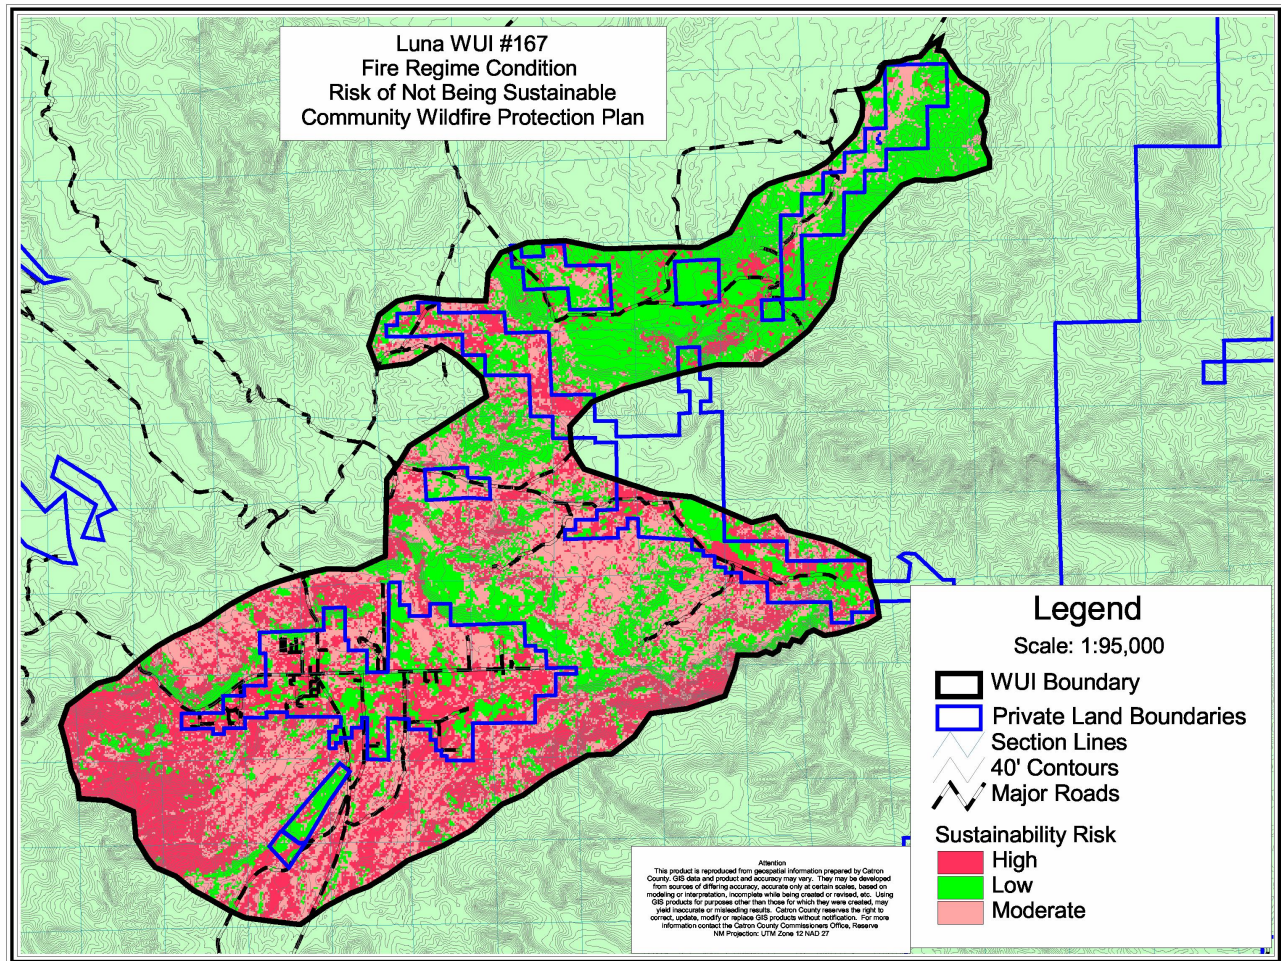 Luna WUI #167
Fire Regime Condition
Risk of Not Being Sustainable
Community Wildfire Protection Plan
Legend
Scale: 1:95,000
WUI Boundary
Private Land Boundaries
Section Lines
40' Contours
Major Roads
Sustainability Risk
High
Low
Moderate
Attention
This product is reproduced from geospatial information prepared by Catron
County. GIS data and product and accuracy may vary. They may be developed
from sources of differing accuracy, accurate only at certain scales, based on
modeling or interpretation, incomplete while being created or revised, etc. Using
GIS products for purposes other than those for which they were created, may
yield inaccurate or misleading results. Catron County reserves the right to
correct, update, modify or replace GIS products without notification. For more
information contact the Catron County Commissioners Office, Reserve
NM Projection: UTM Zone 12 NAD 27